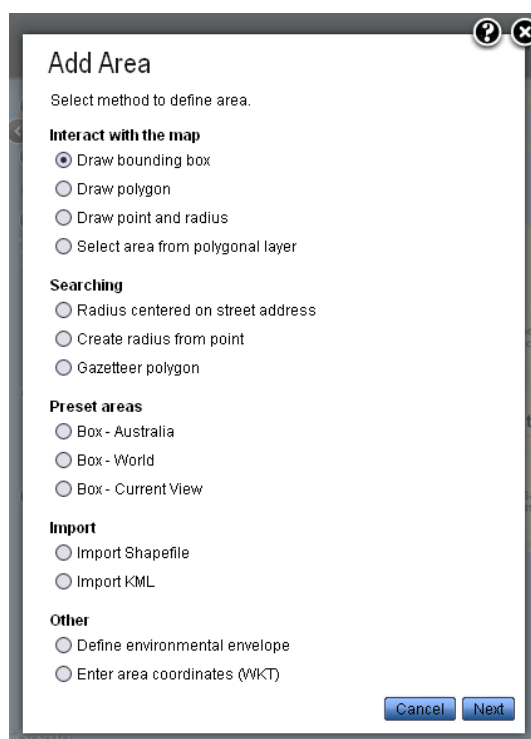 Add Area
Select method to define area.
Interact with the map
Draw bounding box
Draw polygon
Draw point and radius
Select area from polygonal layer
Searching
Radius centered on street address
Create radius from point
Gazetteer polygon
Preset areas
Box - Australia
Box - World
Box - Current View
Import
Import Shapefile
Import KML
Other
Define environmental envelope
Enter area coordinates (WKT)
Cancel Next